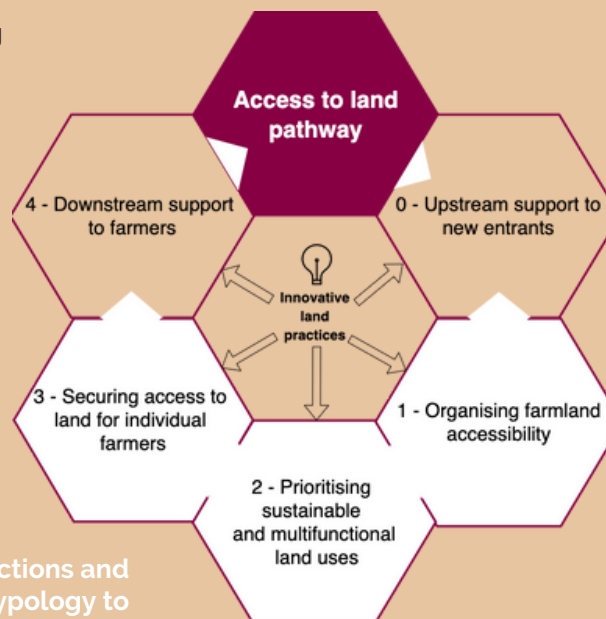 Access to land
pathway
4 - Downstream support
to farmers
0 - Upstream support to
new entrants
Innovative
land
practices
3 - Securing access to
land for individual
farmers
1 - Organising farmland
accessibility
2 - Prioritising
sustainable
and multifunctional
land uses
ctions and
ypology to